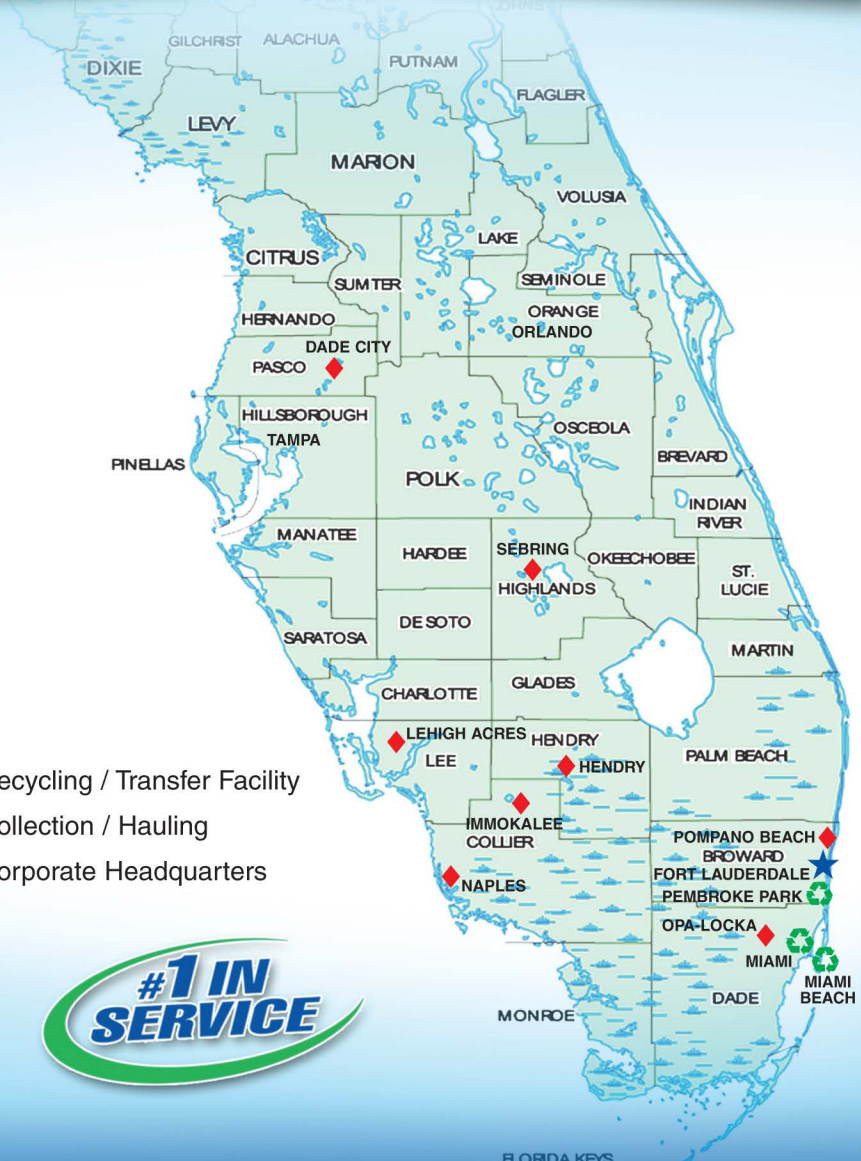 JOHNS
GILCHRIST
ALACHUA
PUTNAM
DIXIE
FLAGLER
LEVY
MARION
VOLUSIA
LAKE
CITRUS
SUMTER
SEMINOLE
ORANGE
ORLANDO
HERNANDO
DADE CITY
PASCO
HILLSBOROUGH
TAMPA
OSCEOLA
BREVARD
PINELLAS
POLK
INDIAN
RIVER
MANATEE
HARDEE
SEBRING
HIGHLANDS
OKEECHOBEE
ST.
LUCIE
DE SOTO
SARATOSA
MARTIN
CHARLOTTE
GLADES
LEHIGH ACRES
LEE
HENDRY
HENDRY
PALM BEACH
ecycling / Transfer Facility
ollection / Hauling
orporate Headquarters
IMMOKALEE
COLLIER
POMPANO BEACH
BROWARD
FORT LAUDERDALE
NAPLES
PEMBROKE PARK
OPA-LOCKA
MIAMI
MIAMI
BEACH
DADE
MONROE
#1 IN
SERVICE
FLORIDA KEYS